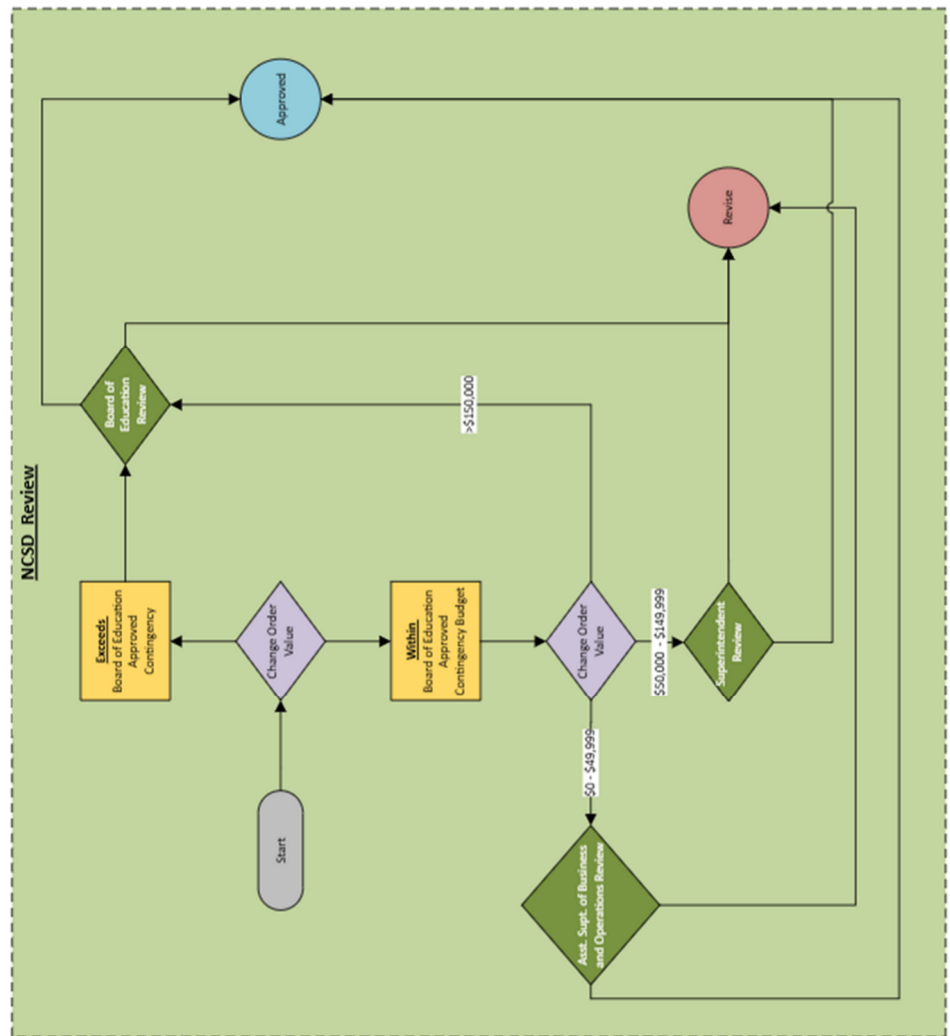 NCSD Review
Start
Change Order
Value
Exceeds
Board of Education
Approved
Contingency
Within
Board of Education
Approved
Contingency Budget
Change Order
Value
$0 - $49,999
$50,000 - $149,999
>$150,000
Asst. Supt. of Business
and Operations Review
Superintendent
Review
Board of
Education
Review
Revise
Approved